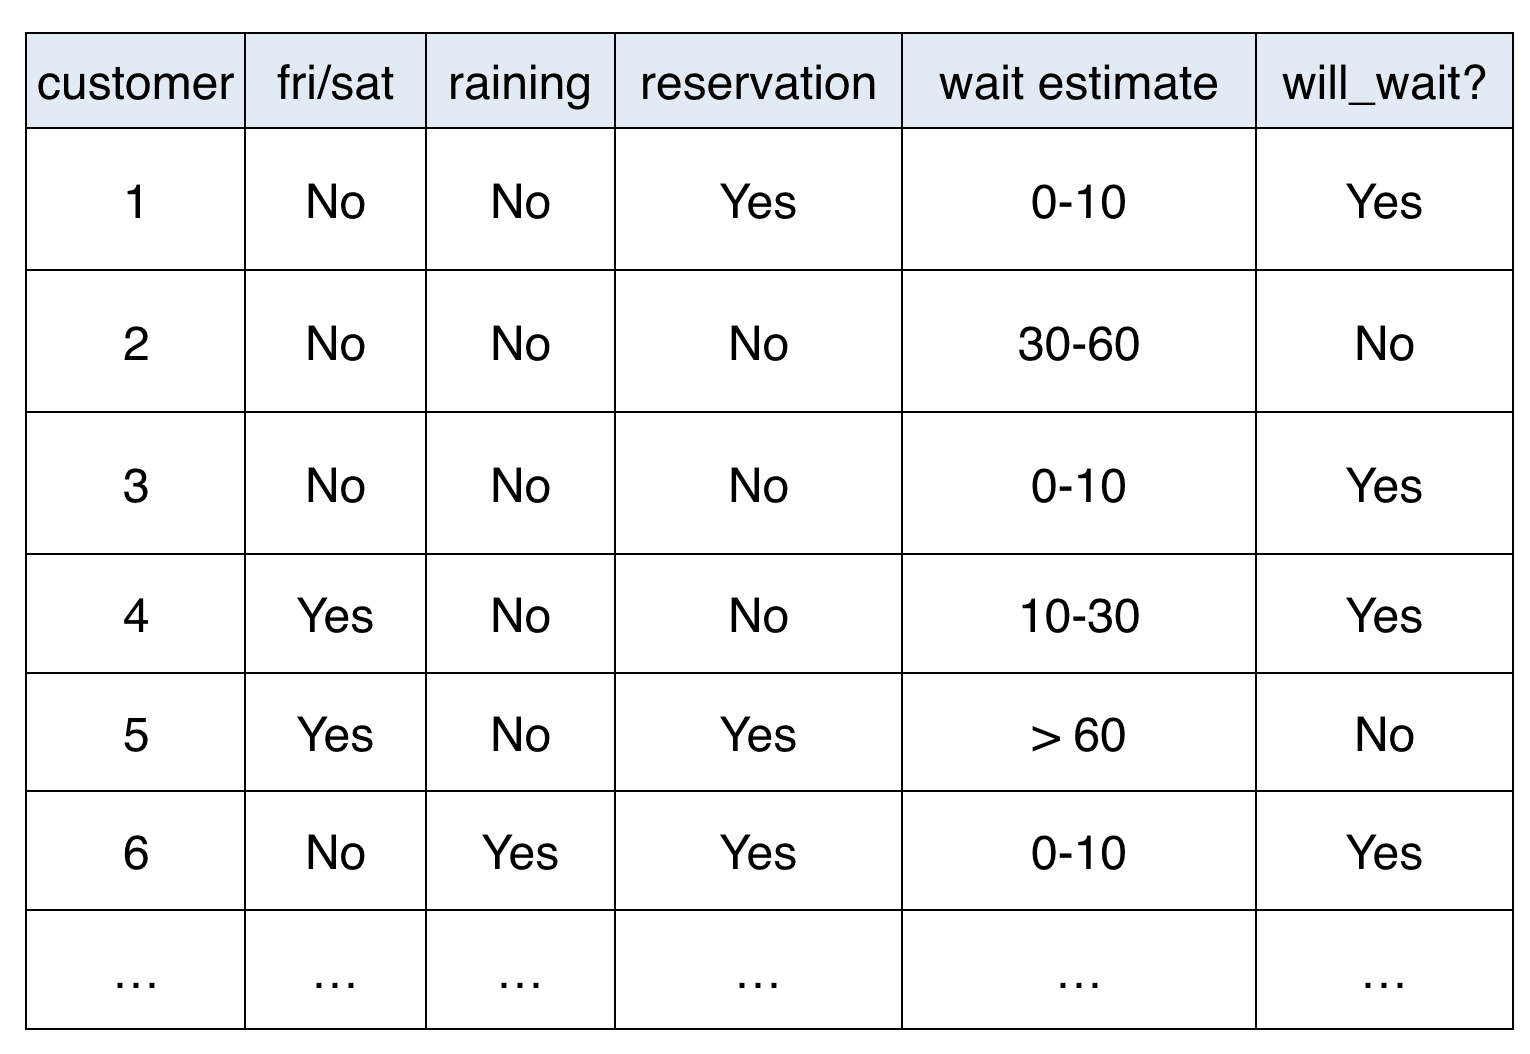 customer fri/sat raining reservation wait estimate will_wait?
1 No No Yes 0-10 Yes
2 No No No 30-60 No
3 No No No 0-10 Yes
4 Yes No No 10-30 Yes
5 Yes No Yes > 60 No
6 No Yes Yes 0-10 Yes
… … … … … …